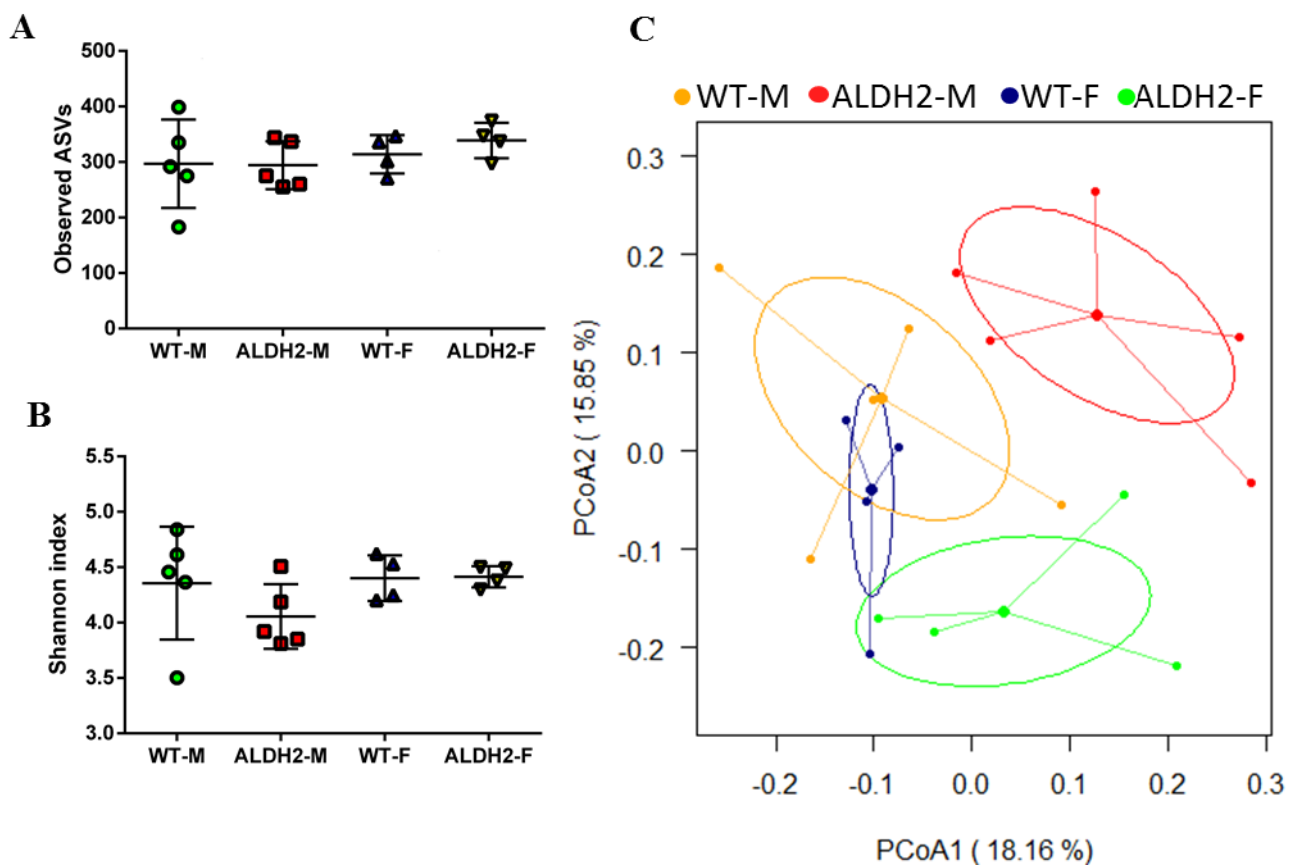 A
Observed ASVs
500
400
300
200
100
0
WT-M ALDH2-M WT-F ALDH2-F
B
Shannon index
5.5
5.0
4.5
4.0
3.5
3.0
WT-M ALDH2-M WT-F ALDH2-F
C
WT-M ALDH2-M WT-F ALDH2-F
PCoA2 ( 15.85 %)
0.3
0.2
0.1
0.0
-0.1
-0.2
-0.2 -0.1 0.0 0.1 0.2 0.3
PCoA1 ( 18.16 %)